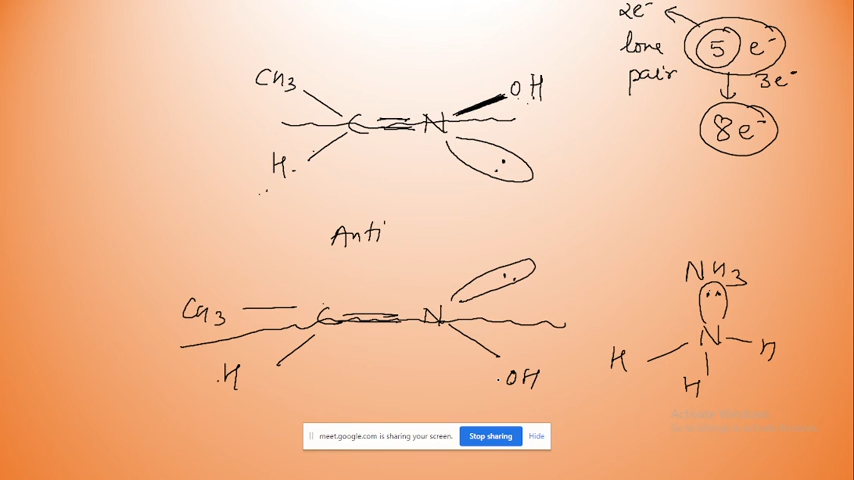 CH3
C = N
OH
H
2e-
lone
pair
5 e-
3e-
8e-
Anti
CH3
C = N
H
OH
NH3
N
H
H
H
meet.google.com is sharing your screen.
Stop sharing
Hide